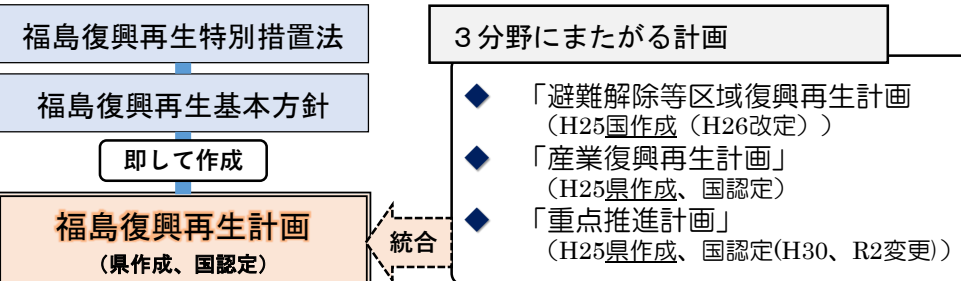 福島復興再生特別措置法
福島復興再生基本方針
即して作成
福島復興再生計画
（県作成、国認定）
統合
３分野にまたがる計画
◆ 「避難解除等区域復興再生計画
（H25国作成（H26改定））
◆ 「産業復興再生計画」
（H25県作成、国認定）
◆ 「重点推進計画」
（H25県作成、国認定(H30、R2変更)）